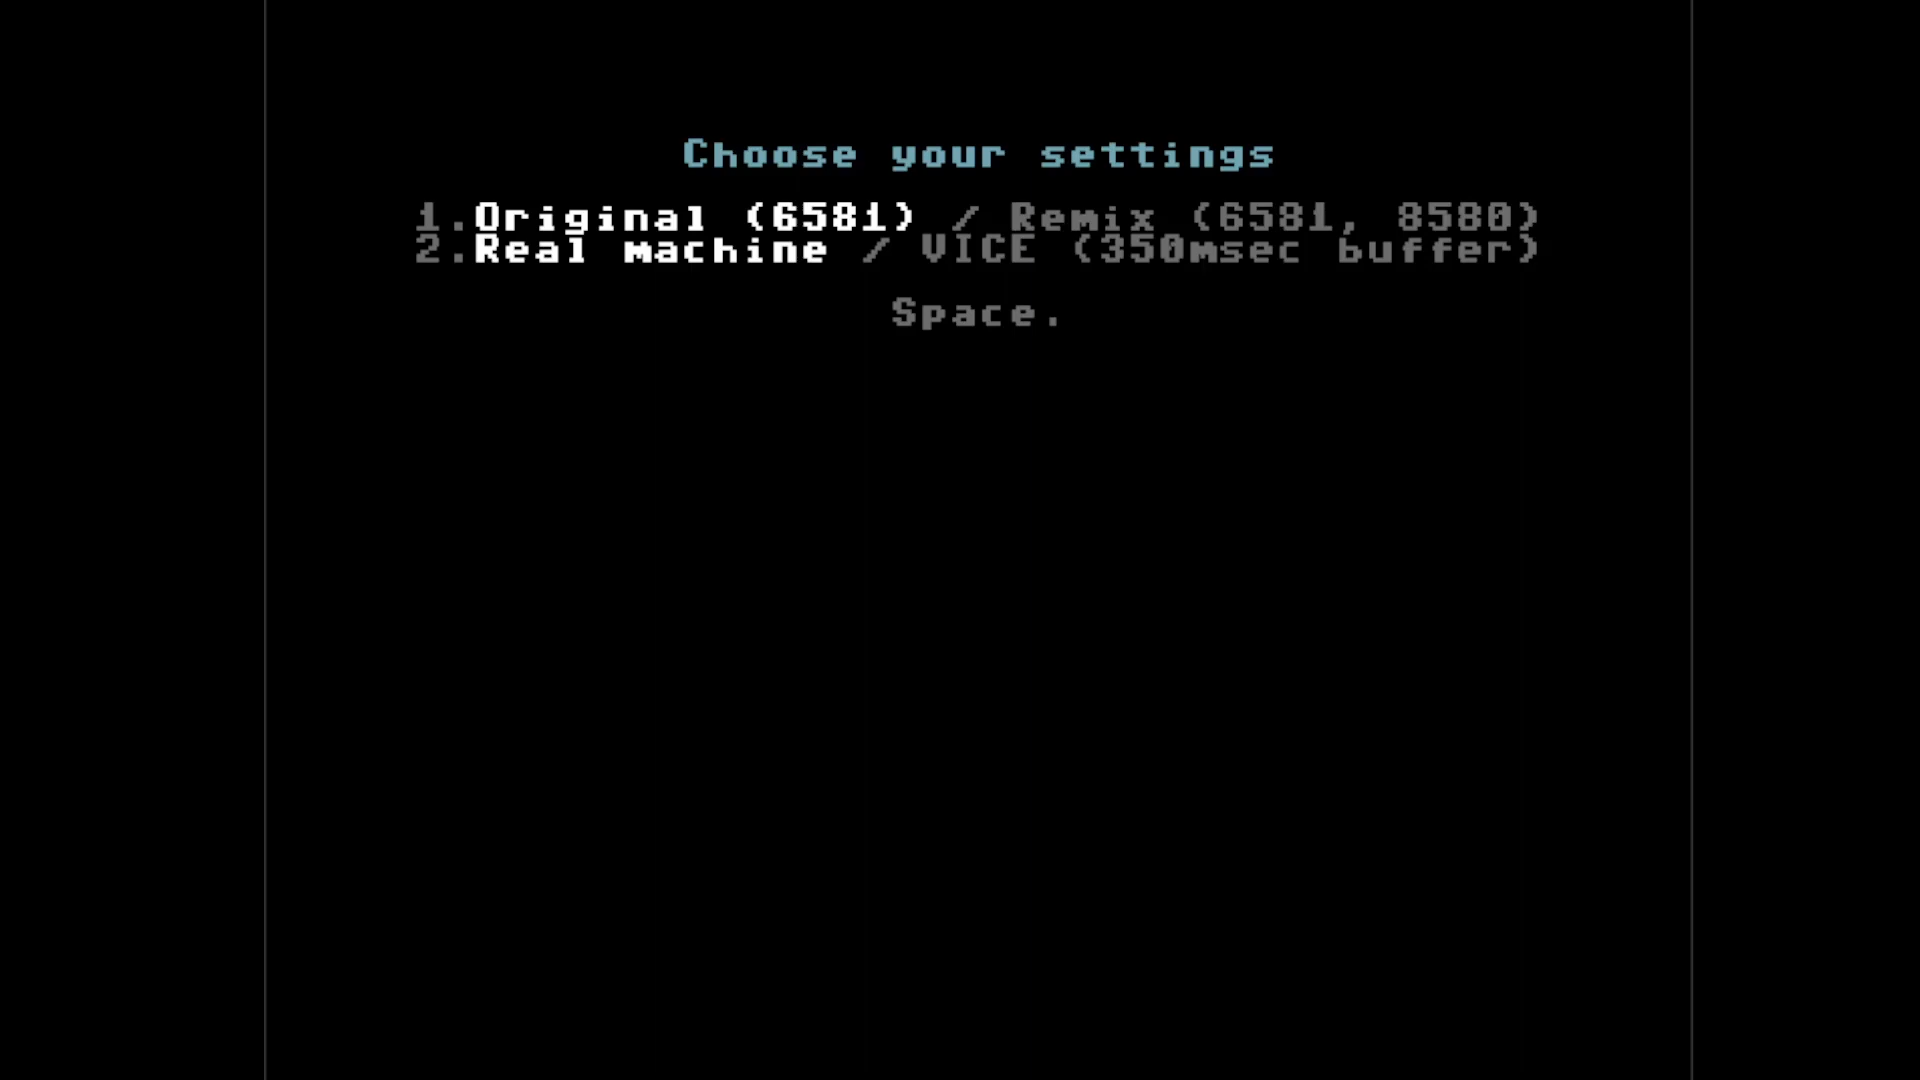 Choose your settings
1.Original (6581) / Remix (6581, 8580)
2.Real machine / VICE (350msec buffer)
Space.